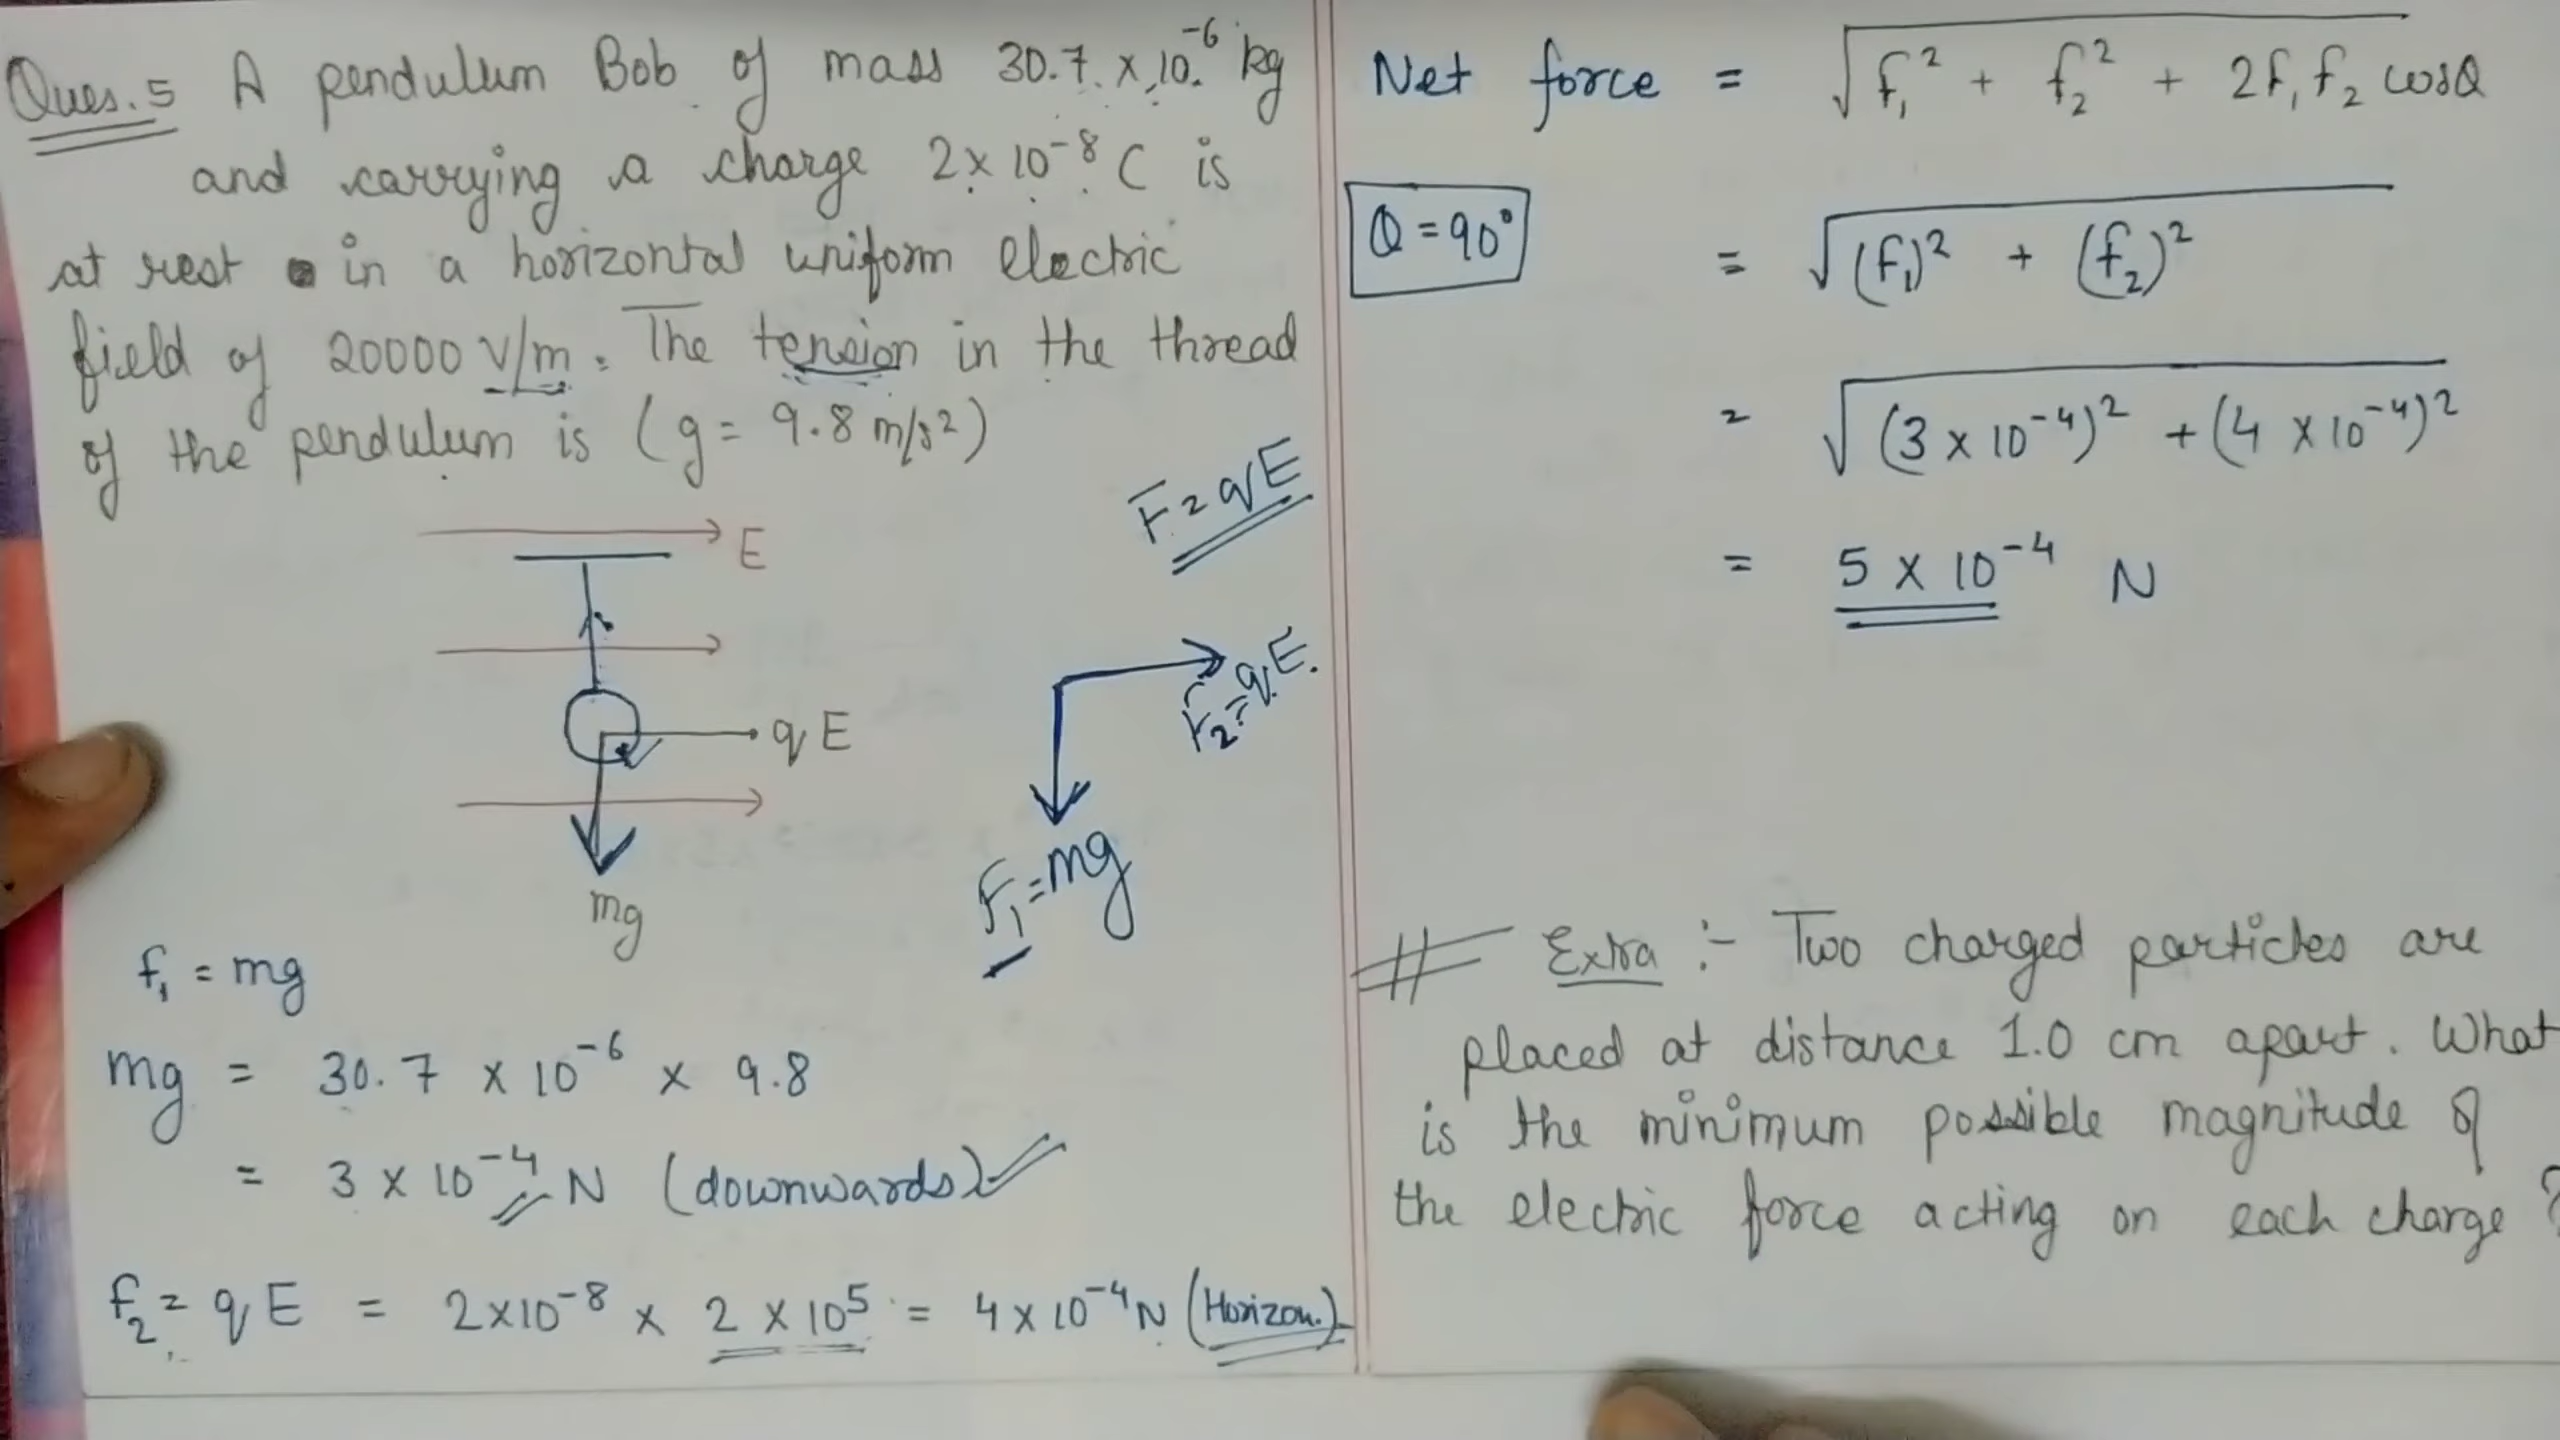 Ques. 5 A pendulum Bob of mass 30.7 x 10⁻⁶ kg
and carrying a charge 2 x 10⁻⁸ C is
at rest in a horizontal uniform electric
field of 20000 V/m. The tension in the thread
of the pendulum is (g = 9.8 m/s²)
F = qE
E
qE
mg
F₂ = qE.
F₁ = mg
f₁ = mg
mg = 30.7 x 10⁻⁶ x 9.8
= 3 x 10⁻⁴ N (downwards)
f₂ = qE = 2x10⁻⁸ x 2 x 10⁵ = 4 x 10⁻⁴ N (Horizon.)
Net force = √f₁² + f₂² + 2f₁f₂ cosθ
θ = 90°
= √(f₁)² + (f₂)²
= √(3 x 10⁻⁴)² + (4 x 10⁻⁴)²
= 5 x 10⁻⁴ N
# Extra :- Two charged particles are
placed at distance 1.0 cm apart. What
is the minimum possible magnitude of
the electric force acting on each charge ?